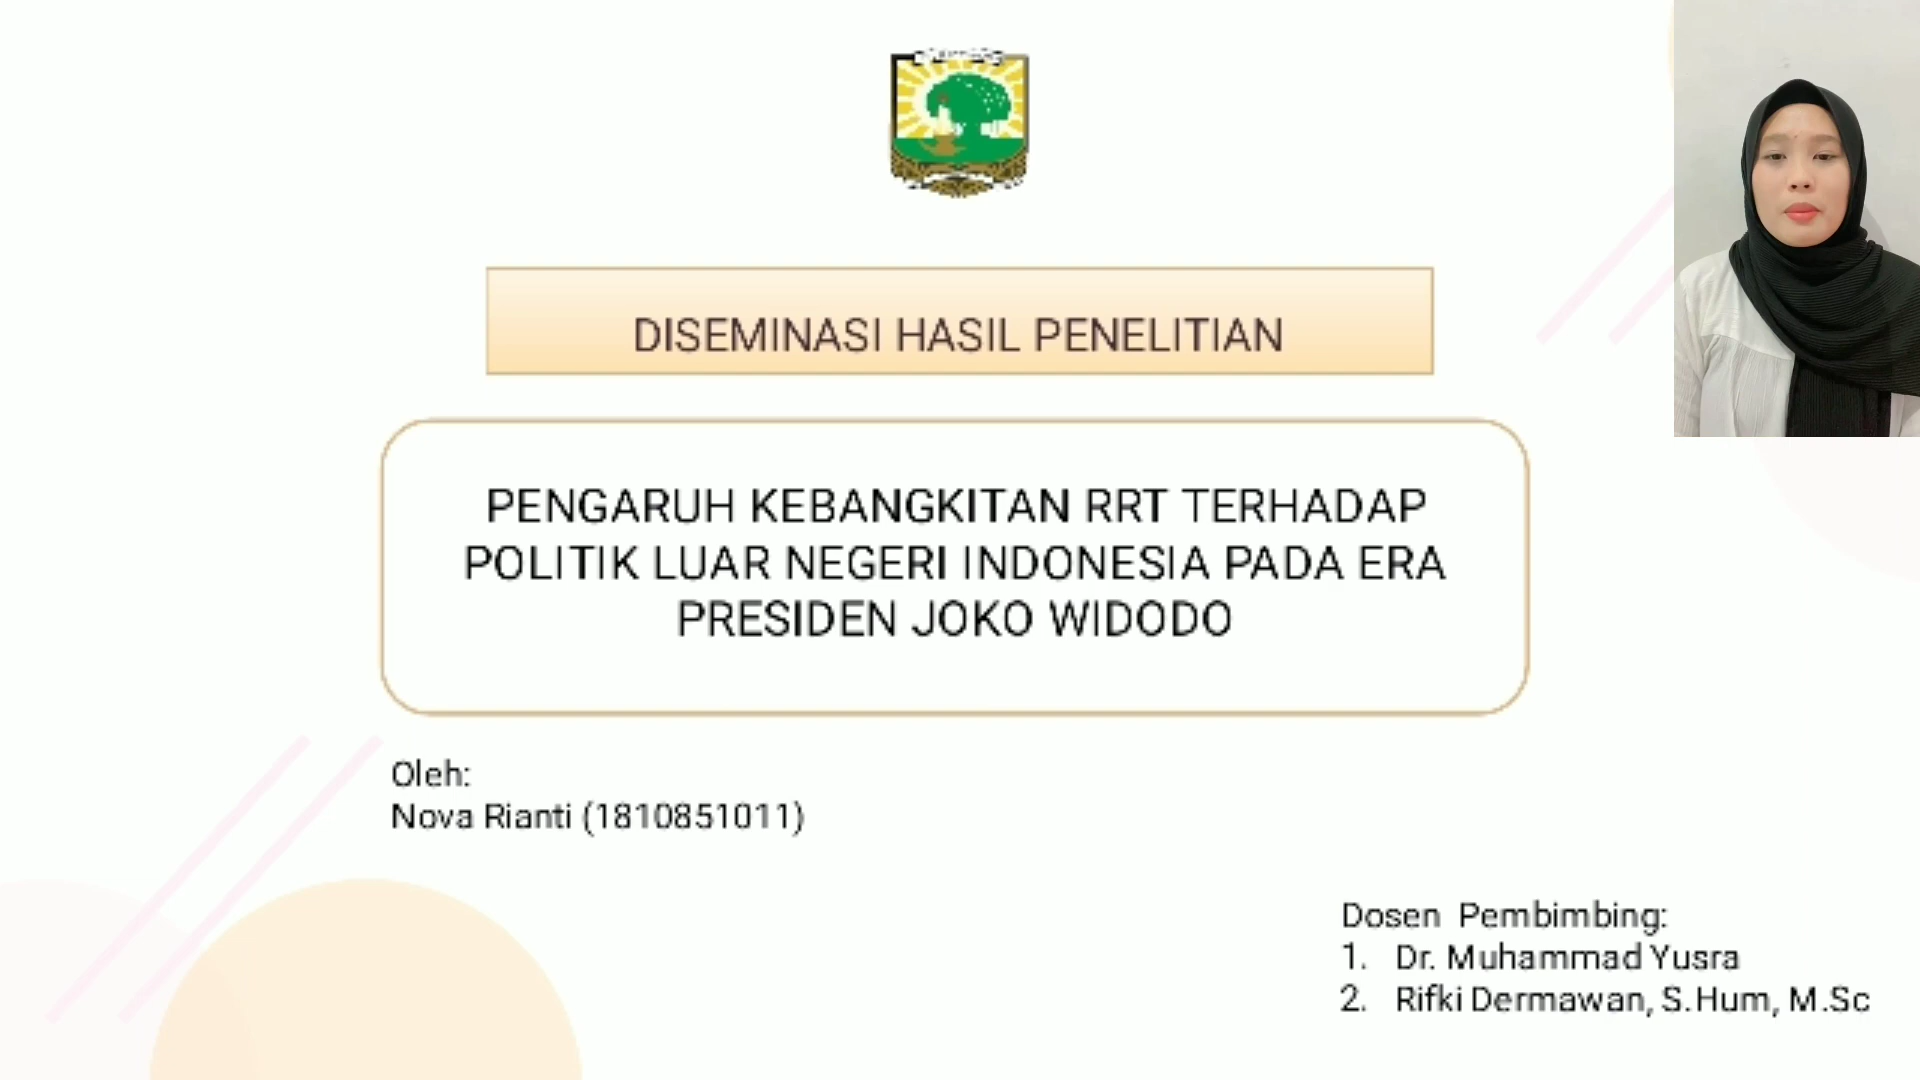 DISEMINASI HASIL PENELITIAN
PENGARUH KEBANGKITAN RRT TERHADAP
POLITIK LUAR NEGERI INDONESIA PADA ERA
PRESIDEN JOKO WIDODO
Oleh:
Nova Rianti (1810851011)
Dosen Pembimbing:
1. Dr. Muhammad Yusra
2. Rifki Dermawan, S.Hum, M.Sc